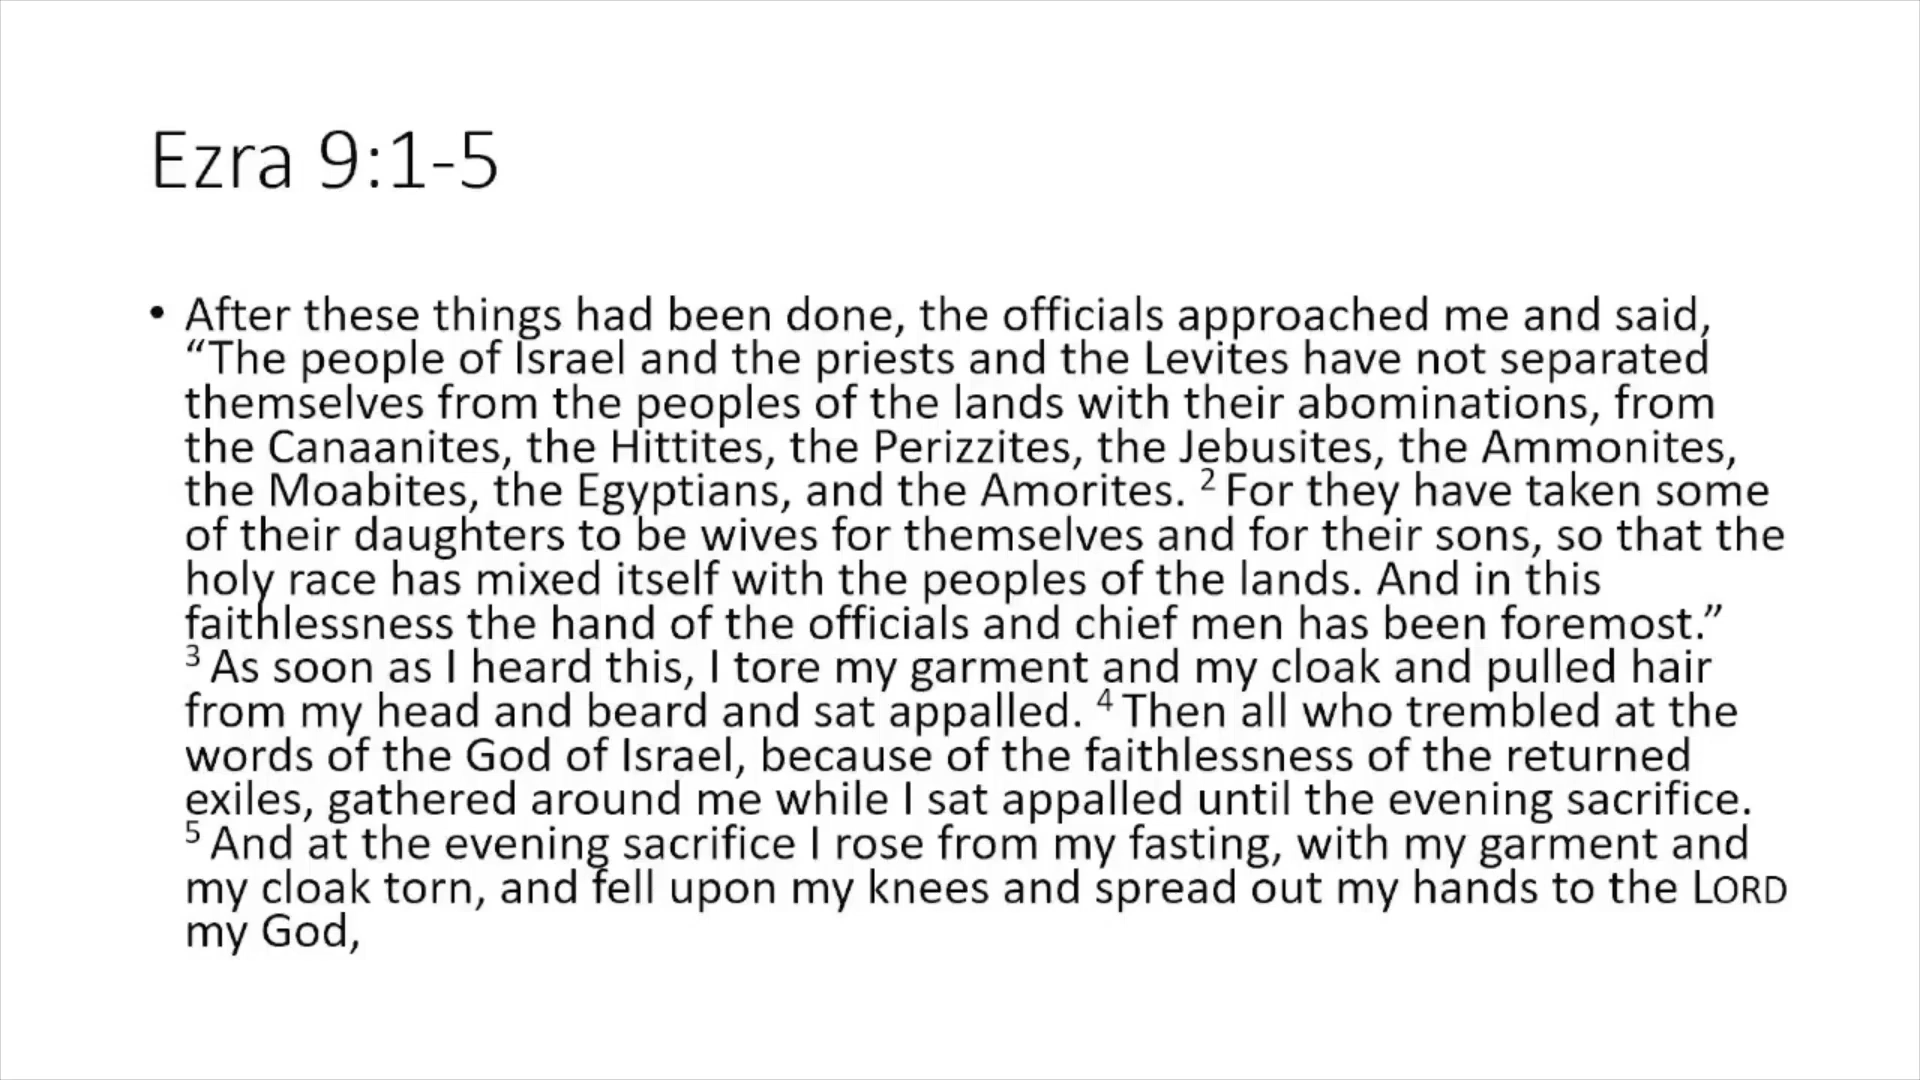 Ezra 9:1-5
• After these things had been done, the officials approached me and said,
“The people of Israel and the priests and the Levites have not separated
themselves from the peoples of the lands with their abominations, from
the Canaanites, the Hittites, the Perizzites, the Jebusites, the Ammonites,
the Moabites, the Egyptians, and the Amorites. ² For they have taken some
of their daughters to be wives for themselves and for their sons, so that the
holy race has mixed itself with the peoples of the lands. And in this
faithlessness the hand of the officials and chief men has been foremost.”
³ As soon as I heard this, I tore my garment and my cloak and pulled hair
from my head and beard and sat appalled. ⁴ Then all who trembled at the
words of the God of Israel, because of the faithlessness of the returned
exiles, gathered around me while I sat appalled until the evening sacrifice.
⁵ And at the evening sacrifice I rose from my fasting, with my garment and
my cloak torn, and fell upon my knees and spread out my hands to the LORD
my God,